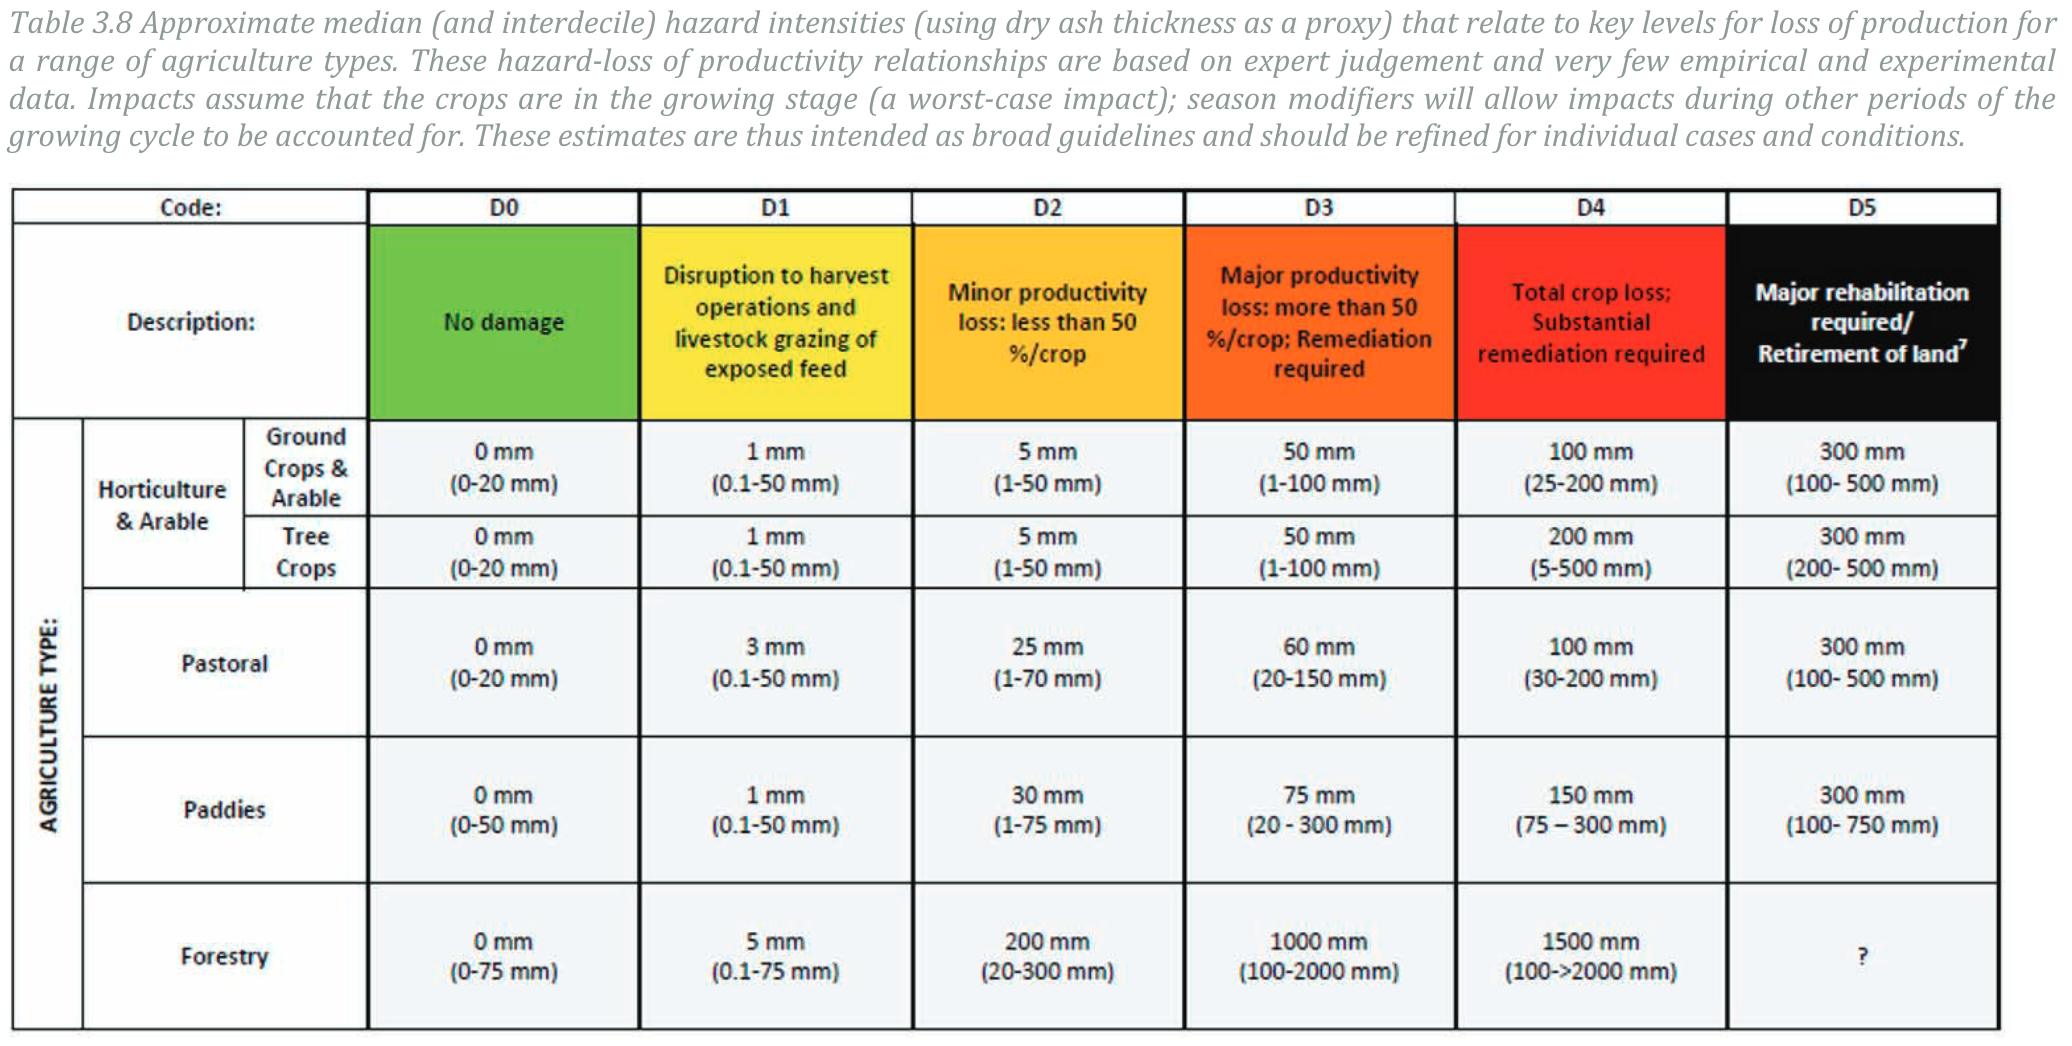 Table 3.8 Approximate median (and interdecile) hazard intensities (using dry ash thickness as a proxy) that relate to key levels for loss of production for
a range of agriculture types. These hazard-loss of productivity relationships are based on expert judgement and very few empirical and experimental
data. Impacts assume that the crops are in the growing stage (a worst-case impact); season modifiers will allow impacts during other periods of the
growing cycle to be accounted for. These estimates are thus intended as broad guidelines and should be refined for individual cases and conditions.
Code: D0 D1 D2 D3 D4 D5
Description:
No damage
Disruption to harvest
operations and
livestock grazing of
exposed feed
Minor productivity
loss: less than 50
%/crop
Major productivity
loss: more than 50
%/crop; Remediation
required
Total crop loss;
Substantial
remediation required
Major rehabilitation
required/
Retirement of land⁷
AGRICULTURE TYPE:
Horticulture
& Arable
Ground
Crops &
Arable
0 mm 1 mm 5 mm 50 mm 100 mm 300 mm
(0-20 mm) (0.1-50 mm) (1-50 mm) (1-100 mm) (25-200 mm) (100- 500 mm)
Tree
Crops
0 mm 1 mm 5 mm 50 mm 200 mm 300 mm
(0-20 mm) (0.1-50 mm) (1-50 mm) (1-100 mm) (5-500 mm) (200- 500 mm)
Pastoral
0 mm 3 mm 25 mm 60 mm 100 mm 300 mm
(0-20 mm) (0.1-50 mm) (1-70 mm) (20-150 mm) (30-200 mm) (100- 500 mm)
Paddies
0 mm 1 mm 30 mm 75 mm 150 mm 300 mm
(0-50 mm) (0.1-50 mm) (1-75 mm) (20 - 300 mm) (75 – 300 mm) (100- 750 mm)
Forestry
0 mm 5 mm 200 mm 1000 mm 1500 mm ?
(0-75 mm) (0.1-75 mm) (20-300 mm) (100-2000 mm) (100->2000 mm)